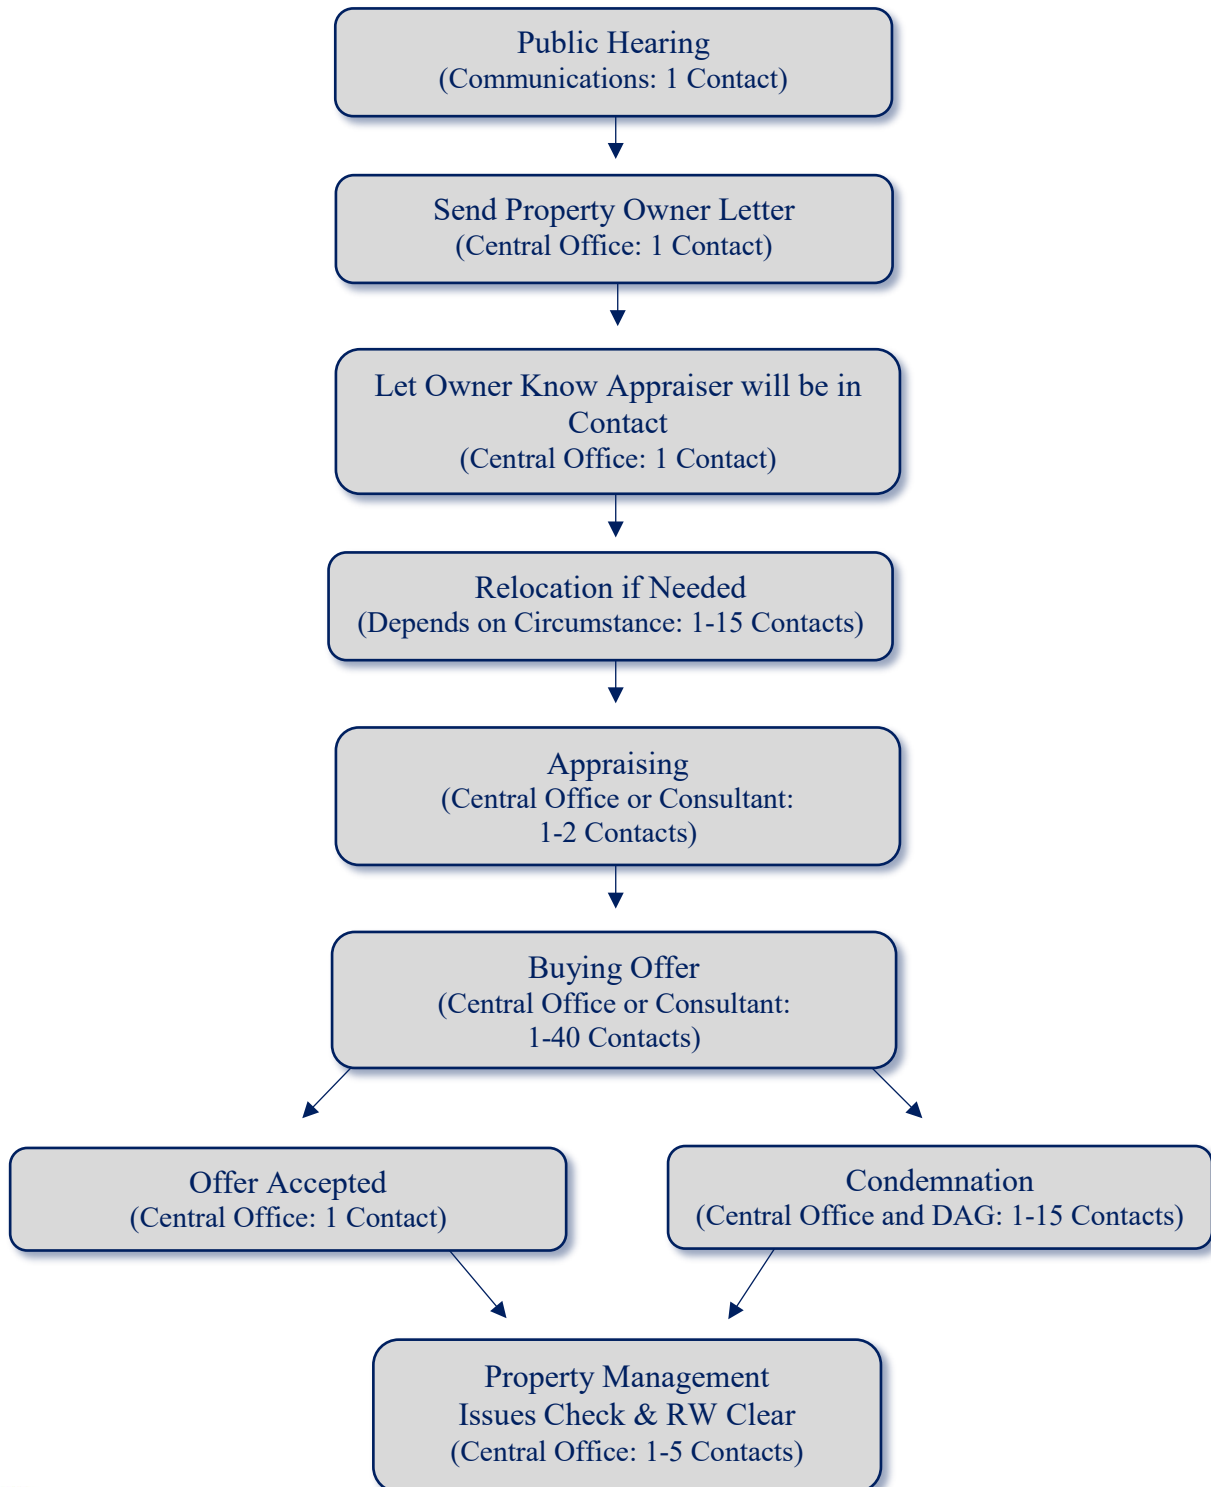 Public Hearing
(Communications: 1 Contact)
Send Property Owner Letter
(Central Office: 1 Contact)
Let Owner Know Appraiser will be in
Contact
(Central Office: 1 Contact)
Relocation if Needed
(Depends on Circumstance: 1-15 Contacts)
Appraising
(Central Office or Consultant:
1-2 Contacts)
Buying Offer
(Central Office or Consultant:
1-40 Contacts)
Offer Accepted
(Central Office: 1 Contact)
Condemnation
(Central Office and DAG: 1-15 Contacts)
Property Management
Issues Check & RW Clear
(Central Office: 1-5 Contacts)